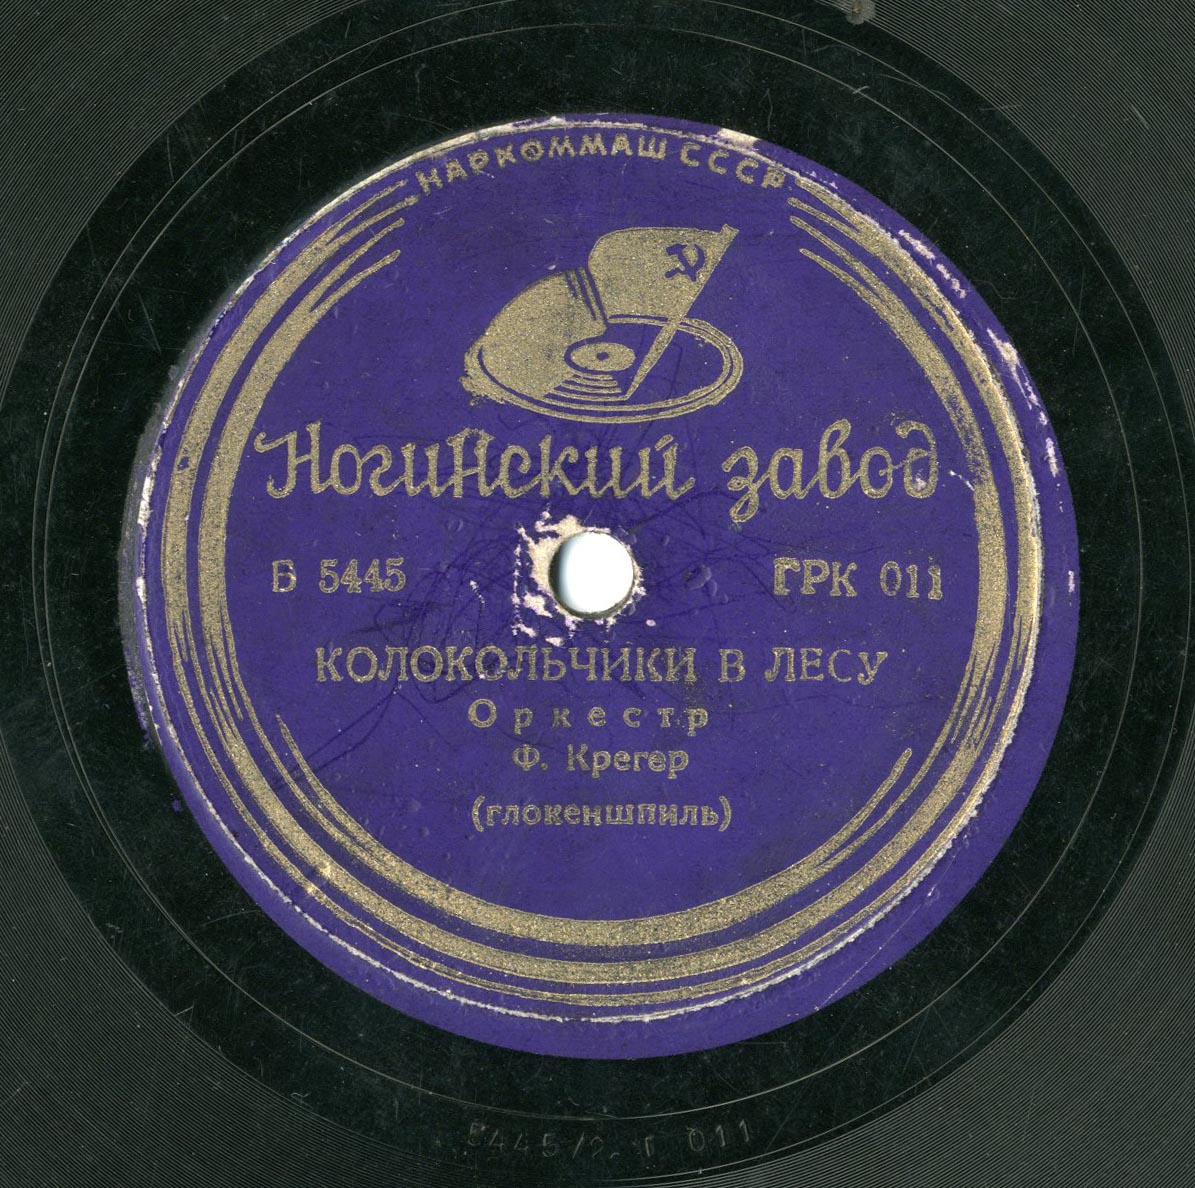 НАРКОММАШ СССР
Ногинский завод
Б 5445 ГРК 011
КОЛОКОЛЬЧИКИ В ЛЕСУ
Оркестр
Ф. Крегер
(глокеншпиль)
5445/2 Г 011